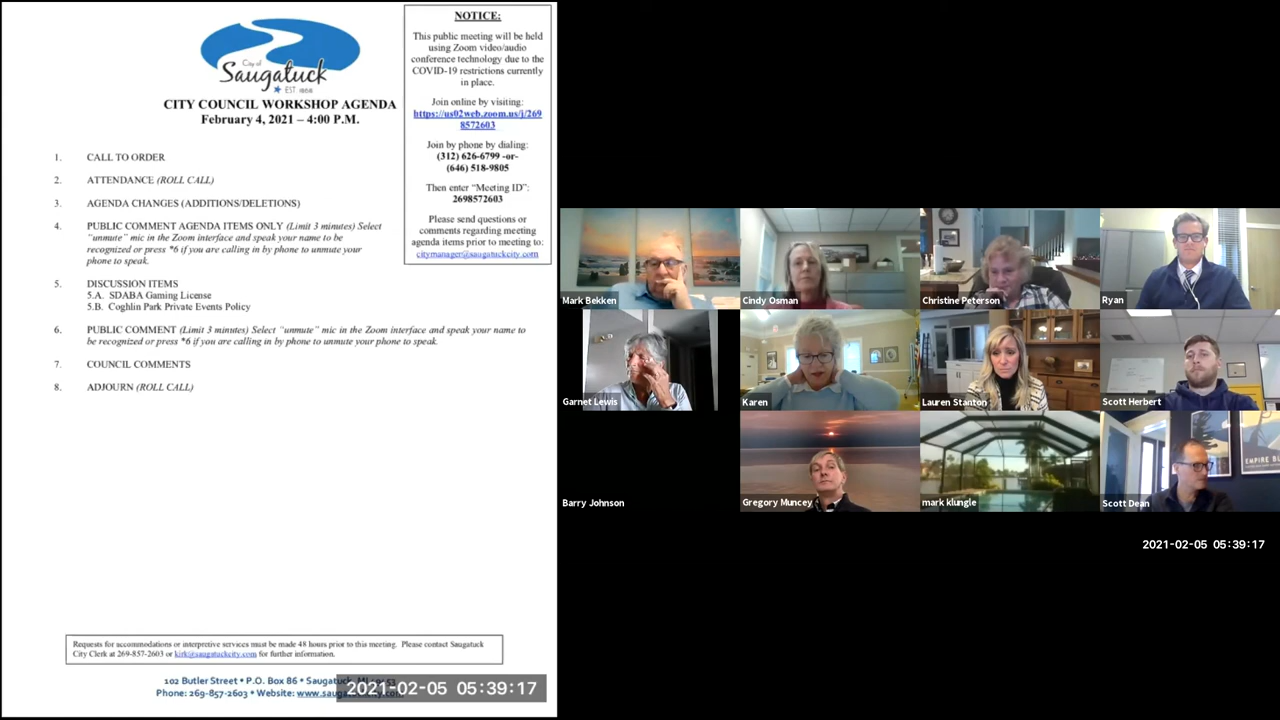 City of
Saugatuck
EST. 1868
CITY COUNCIL WORKSHOP AGENDA
February 4, 2021 – 4:00 P.M.
NOTICE:
This public meeting will be held
using Zoom video/audio
conference technology due to the
COVID-19 restrictions currently
in place.
Join online by visiting:
https://us02web.zoom.us/j/269
8572603
Join by phone by dialing:
(312) 626-6799 -or-
(646) 518-9805
Then enter “Meeting ID”:
2698572603
Please send questions or
comments regarding meeting
agenda items prior to meeting to:
citymanager@saugatuckcity.com
1. CALL TO ORDER
2. ATTENDANCE (ROLL CALL)
3. AGENDA CHANGES (ADDITIONS/DELETIONS)
4. PUBLIC COMMENT AGENDA ITEMS ONLY (Limit 3 minutes) Select
“unmute” mic in the Zoom interface and speak your name to be
recognized or press *6 if you are calling in by phone to unmute your
phone to speak.
5. DISCUSSION ITEMS
5.A. SDABA Gaming License
5.B. Coghlin Park Private Events Policy
6. PUBLIC COMMENT (Limit 3 minutes) Select “unmute” mic in the Zoom interface and speak your name to
be recognized or press *6 if you are calling in by phone to unmute your phone to speak.
7. COUNCIL COMMENTS
8. ADJOURN (ROLL CALL)
Requests for accommodations or interpretive services must be made 48 hours prior to this meeting. Please contact Saugatuck
City Clerk at 269-857-2603 or kirk@saugatuckcity.com for further information.
102 Butler Street • P.O. Box 86 • Saugatuck,
Phone: 269-857-2603 • Website: www.
2021-02-05 05:39:17
Mark Bekken
Cindy Osman
Christine Peterson
Ryan
Garnet Lewis
Karen
Lauren Stanton
Scott Herbert
Barry Johnson
Gregory Muncey
mark klungle
Scott Dean
EMPIRE
2021-02-05 05:39:17